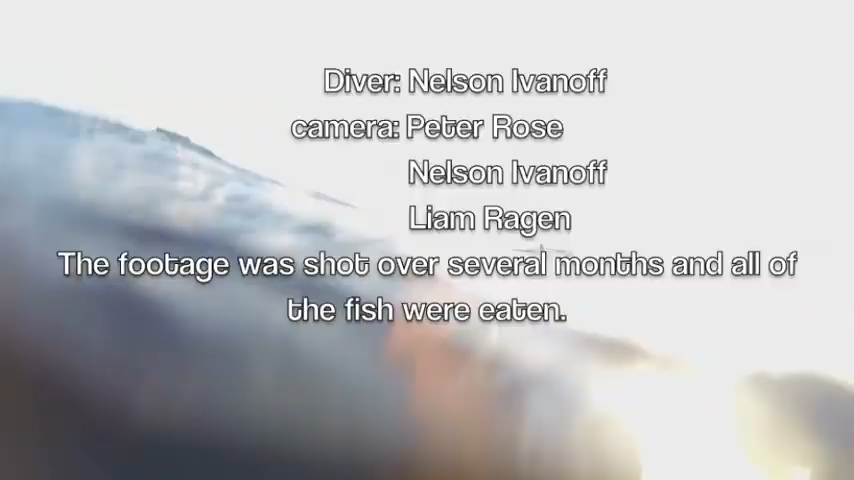 Diver: Nelson Ivanoff
camera: Peter Rose
Nelson Ivanoff
Liam Ragen
The footage was shot over several months and all of
the fish were eaten.